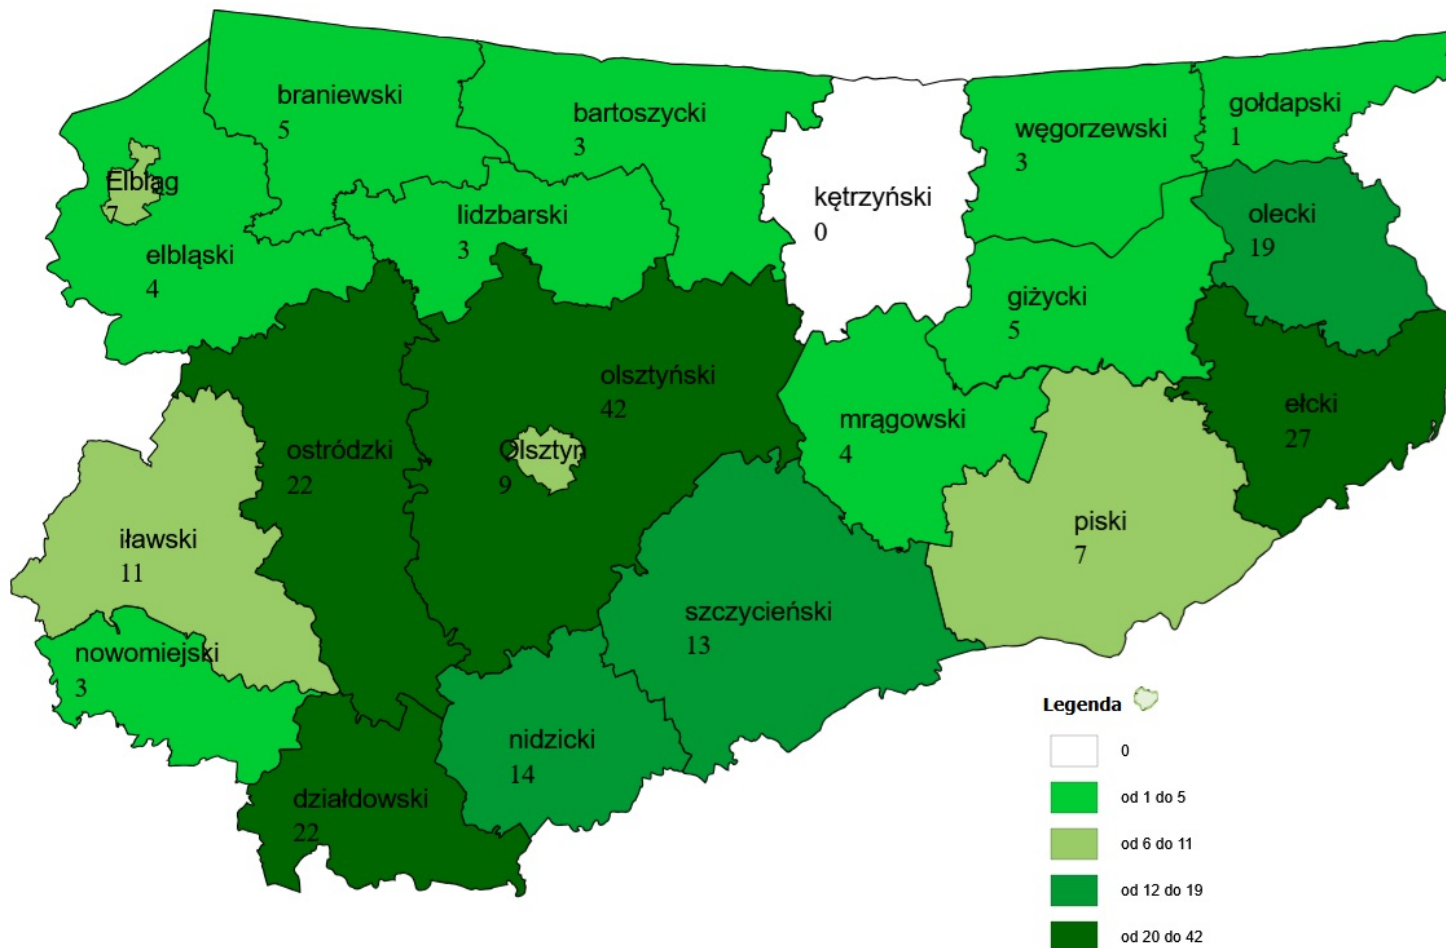 braniewski
5
bartoszycki
3
gołdapski
1
węgorzewski
3
Elbląg
7
kętrzyński
0
lidzbarski
3
olecki
19
elbląski
4
giżycki
5
olsztyński
42
ełcki
27
mrągowski
4
ostródzki
22
Olsztyn
9
piski
7
iławski
11
szczycieński
13
nowomiejski
3
nidzicki
14
działdowski
22
Legenda
0
od 1 do 5
od 6 do 11
od 12 do 19
od 20 do 42